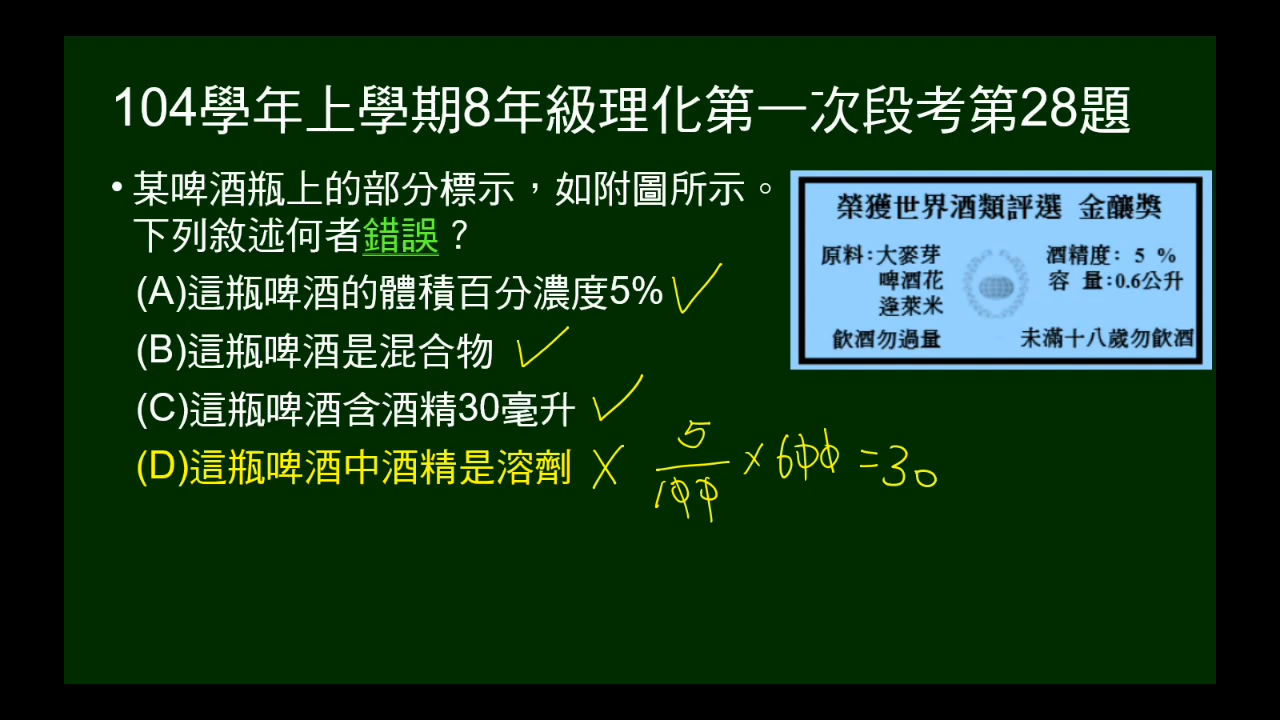 104學年上學期8年級理化第一次段考第28題
• 某啤酒瓶上的部分標示，如附圖所示。
下列敘述何者錯誤？
(A)這瓶啤酒的體積百分濃度5%
(B)這瓶啤酒是混合物
(C)這瓶啤酒含酒精30毫升
(D)這瓶啤酒中酒精是溶劑
5/100 × 600 = 30
榮獲世界酒類評選 金釀獎
原料：大麥芽 酒精度： 5 %
啤酒花 容 量：0.6公升
逢萊米
飲酒勿過量 未滿十八歲勿飲酒